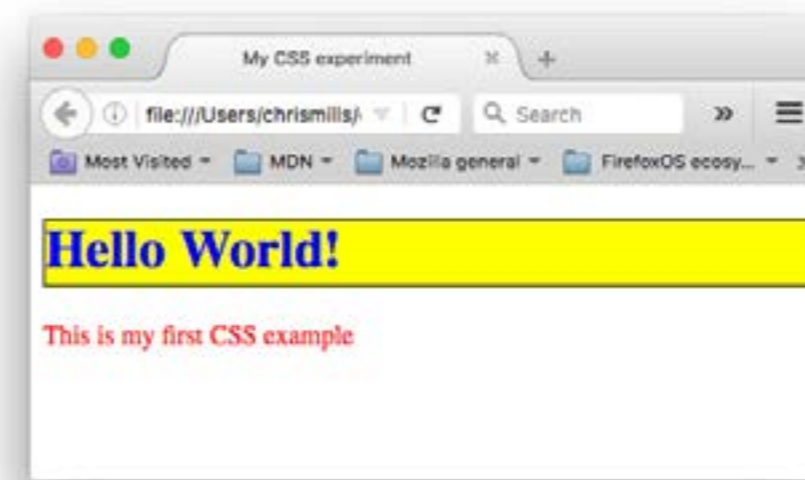 My CSS experiment
file:///Users/chrismills/
Search
Most Visited
MDN
Mozilla general
FirefoxOS ecosy...
Hello World!
This is my first CSS example